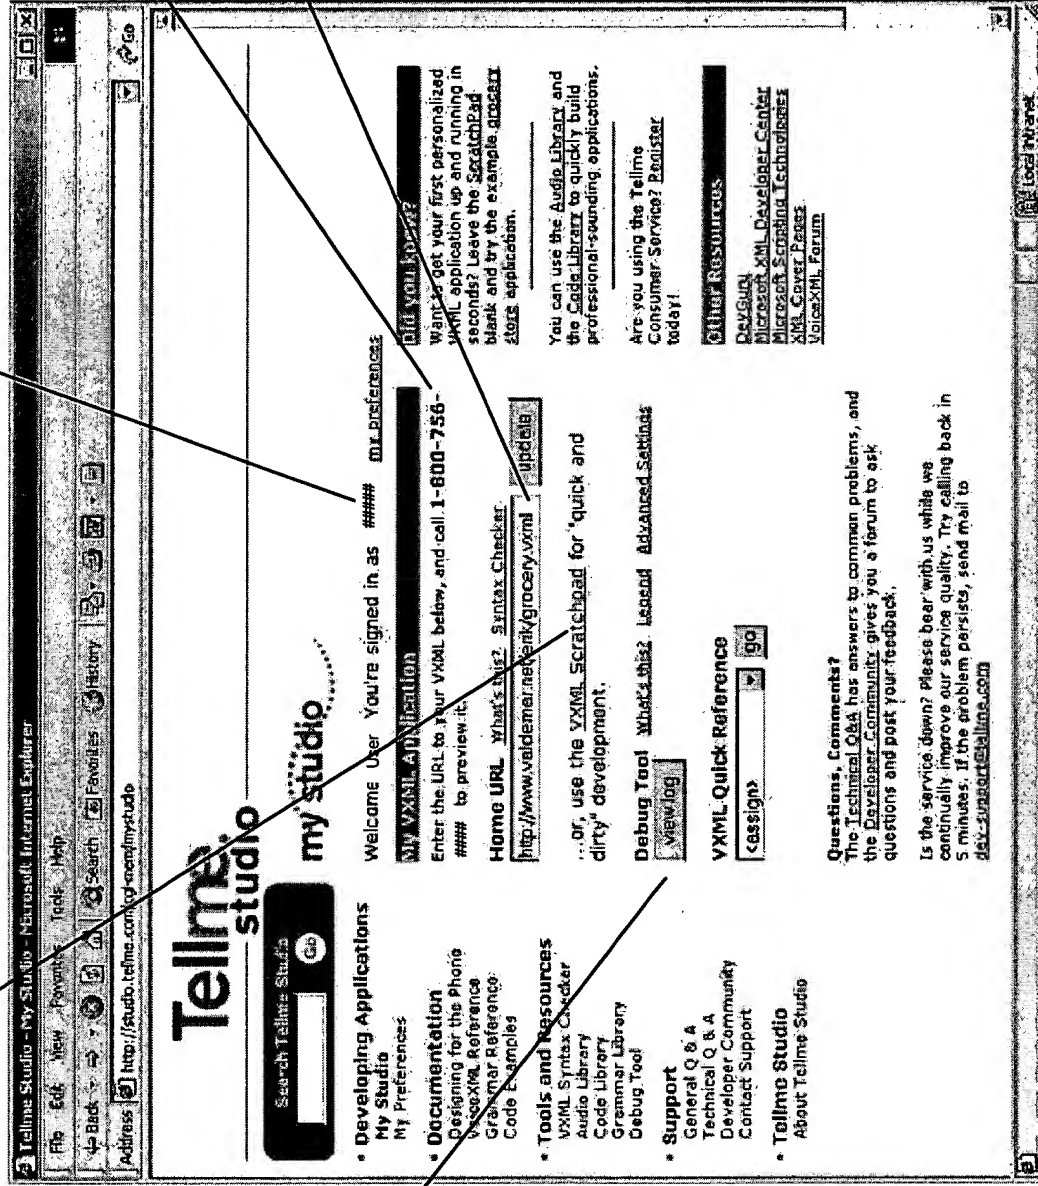 Tellme Studio - My Studio - Microsoft Internet Explorer
File Edit View Favorites Tools Help
Back Search Favorites History
Address http://studio.tellme.com/cgi-perl/mystudio Go
Tellme.
studio
Search Tellme Studio
Go
my studio
• Developing Applications
My Studio
My Preferences
• Documentation
Designing for the Phone
VoiceXML Reference
Grammar Reference
Code Examples
• Tools and Resources
VXML Syntax Checker
Audio Library
Code Library
Grammar Library
Debug Tool
• Support
General Q & A
Technical Q & A
Developer Community
Contact Support
• Tellme Studio
About Tellme Studio
Welcome User You're signed in as ##### my preferences
My VXML Application
Enter the URL to your VXML below, and call 1-800-756-
#### to preview it.
Home URL What's this? Syntax Checker
http://www.valdemer.net/erik/grocery.vxml update
...or, use the VXML Scratchpad for "quick and
dirty" development.
Debug Tool What's this? Legend Advanced Settings
view log
VXML Quick Reference
<assign> go
Questions, Comments?
The Technical Q&A has answers to common problems, and
the Developer Community gives you a forum to ask
questions and post your feedback.
Is the service down? Please bear with us while we
continually improve our service quality. Try calling back in
5 minutes. If the problem persists, send mail to
dev-support@tellme.com
Did you know?
Want to get your first personalized
VXML application up and running in
seconds? Leave the ScratchPad
blank and try the example grocery
store application.
You can use the Audio Library and
the Code Library to quickly build
professional-sounding applications.
Are you using the Tellme
Consumer Service? Register
today!
Other Resources
DevGuru
Microsoft XML Developer Center
Microsoft Scripting Technologies
XML Cover Pages
VoiceXML Forum
Local intranet